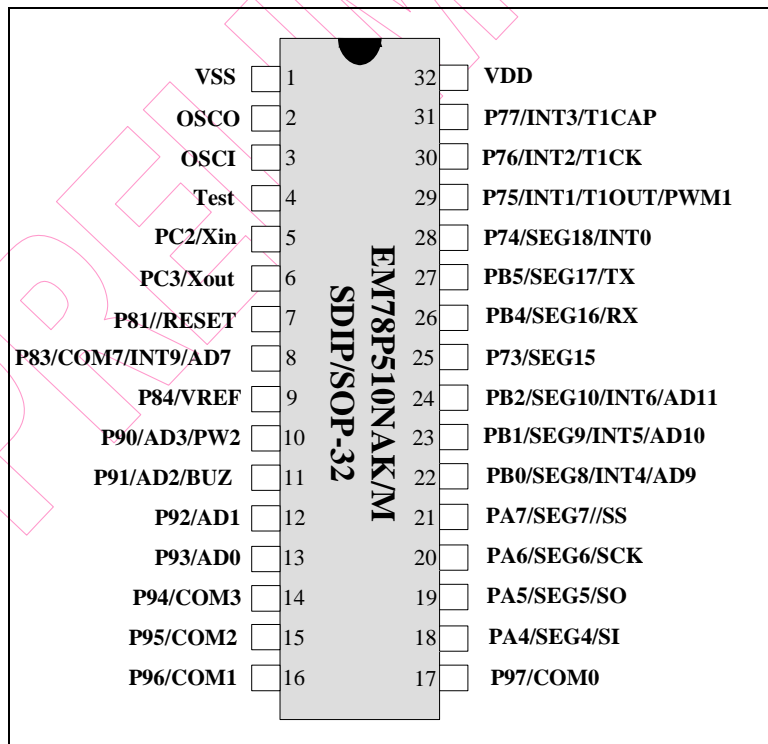 PRELIM
VSS 1
OSCO 2
OSCI 3
Test 4
PC2/Xin 5
PC3/Xout 6
P81//RESET 7
P83/COM7/INT9/AD7 8
P84/VREF 9
P90/AD3/PW2 10
P91/AD2/BUZ 11
P92/AD1 12
P93/AD0 13
P94/COM3 14
P95/COM2 15
P96/COM1 16
EM78P510NAK/M
SDIP/SOP-32
32 VDD
31 P77/INT3/T1CAP
30 P76/INT2/T1CK
29 P75/INT1/T1OUT/PWM1
28 P74/SEG18/INT0
27 PB5/SEG17/TX
26 PB4/SEG16/RX
25 P73/SEG15
24 PB2/SEG10/INT6/AD11
23 PB1/SEG9/INT5/AD10
22 PB0/SEG8/INT4/AD9
21 PA7/SEG7//SS
20 PA6/SEG6/SCK
19 PA5/SEG5/SO
18 PA4/SEG4/SI
17 P97/COM0